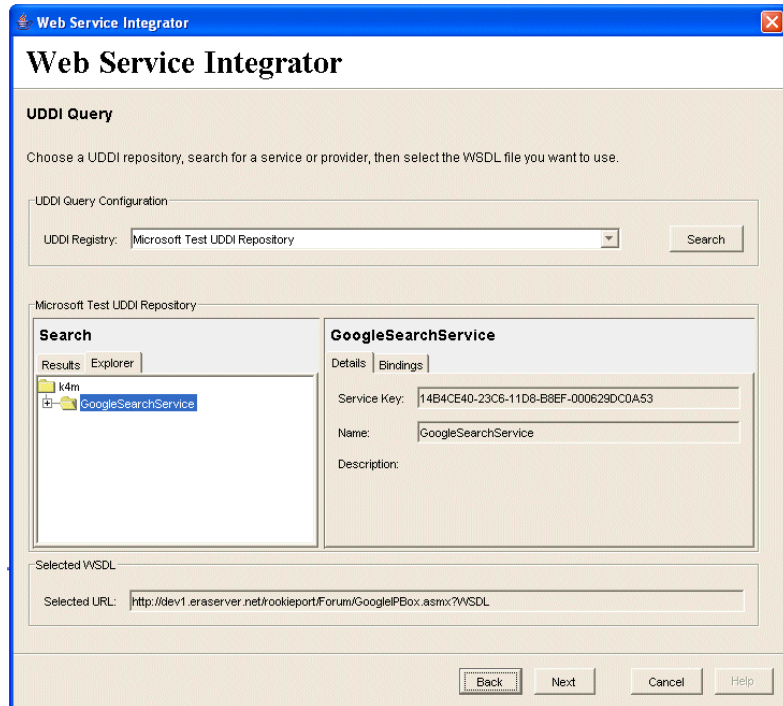 Web Service Integrator
Web Service Integrator
UDDI Query
Choose a UDDI repository, search for a service or provider, then select the WSDL file you want to use.
UDDI Query Configuration
UDDI Registry: Microsoft Test UDDI Repository Search
Microsoft Test UDDI Repository
Search
Results Explorer
k4m
GoogleSearchService
GoogleSearchService
Details Bindings
Service Key: 14B4CE40-23C6-11D8-B8EF-000629DC0A53
Name: GoogleSearchService
Description:
Selected WSDL
Selected URL: http://dev1.eraserver.net/rookieport/Forum/GoogleIPBox.asmx?WSDL
Back Next Cancel Help